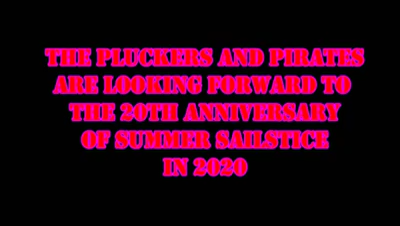 THE PLUCKERS AND PIRATES
ARE LOOKING FORWARD TO
THE 20TH ANNIVERSARY
OF SUMMER SAILSTICE
IN 2020